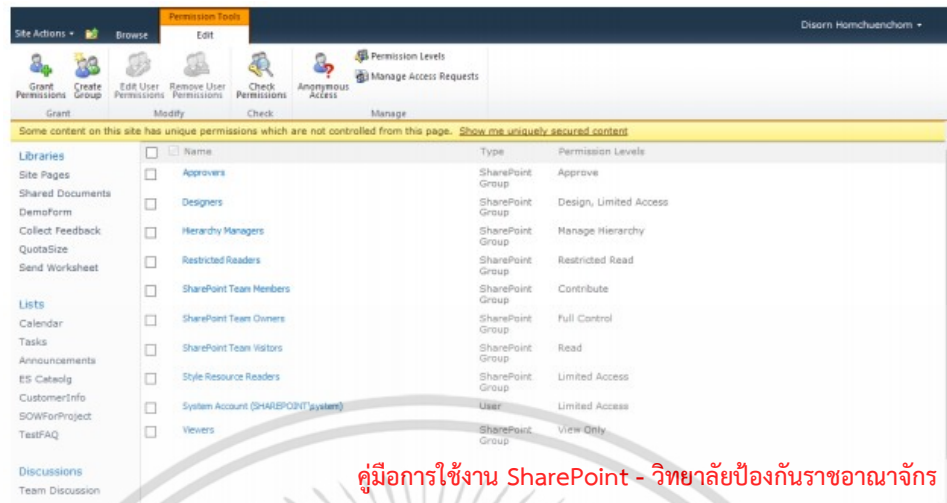 Permission Tools
Site Actions Browse Edit
Disorn Homchuenchom
Grant Permissions
Create Group
Edit User Permissions
Remove User Permissions
Check Permissions
Anonymous Access
Permission Levels
Manage Access Requests
Grant Modify Check Manage
Some content on this site has unique permissions which are not controlled from this page. Show me uniquely secured content
Libraries
Site Pages
Shared Documents
DemoForm
Collect Feedback
QuotaSize
Send Worksheet
Lists
Calendar
Tasks
Announcements
ES Cateolg
CustomerInfo
SOWForProject
TestFAQ
Discussions
Team Discussion
Name Type Permission Levels
Approvers SharePoint Group Approve
Designers SharePoint Group Design, Limited Access
Hierarchy Managers SharePoint Group Manage Hierarchy
Restricted Readers SharePoint Group Restricted Read
SharePoint Team Members SharePoint Group Contribute
SharePoint Team Owners SharePoint Group Full Control
SharePoint Team Visitors SharePoint Group Read
Style Resource Readers SharePoint Group Limited Access
System Account (SHAREPOINT\system) User Limited Access
Viewers SharePoint Group View Only
คู่มือการใช้งาน SharePoint - วิทยาลัยป้องกันราชอาณาจักร